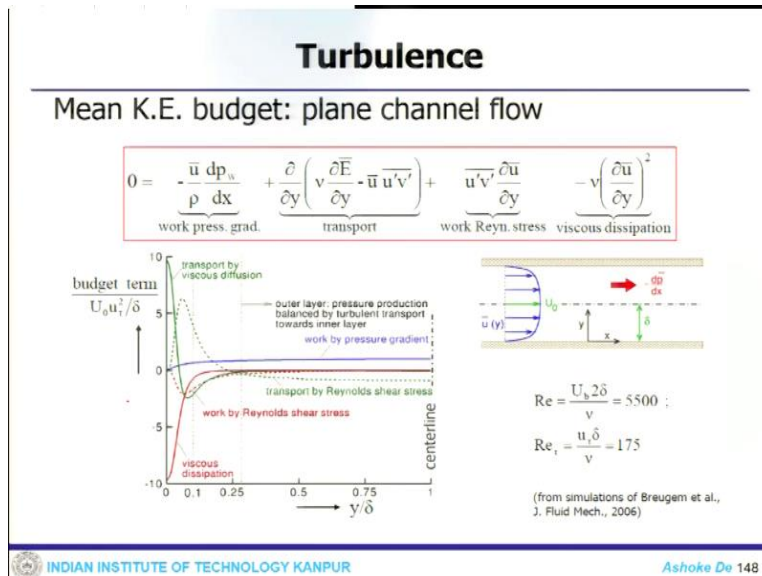 Turbulence
Mean K.E. budget: plane channel flow
0 = - u̅/ρ dp_w/dx + ∂/∂y ( ν ∂E̅/∂y - u̅ u'v'̅ ) + u'v'̅ ∂u̅/∂y - ν ( ∂u̅/∂y )²
work press. grad. transport work Reyn. stress viscous dissipation
budget term
U₀u_τ²/δ
10
5
0
-5
-10
transport by
viscous diffusion
outer layer: pressure production
balanced by turbulent transport
towards inner layer
work by pressure gradient
transport by Reynolds shear stress
work by Reynolds shear stress
viscous
dissipation
centerline
0 0.1 0.25 0.5 0.75 1
y/δ
- dp̅/dx
U₀
u̅ (y)
y
x
δ
Re = U_b 2δ/ν = 5500 ;
Re_τ = u_τ δ/ν = 175
(from simulations of Breugem et al.,
J. Fluid Mech., 2006)
INDIAN INSTITUTE OF TECHNOLOGY KANPUR
Ashoke De 148